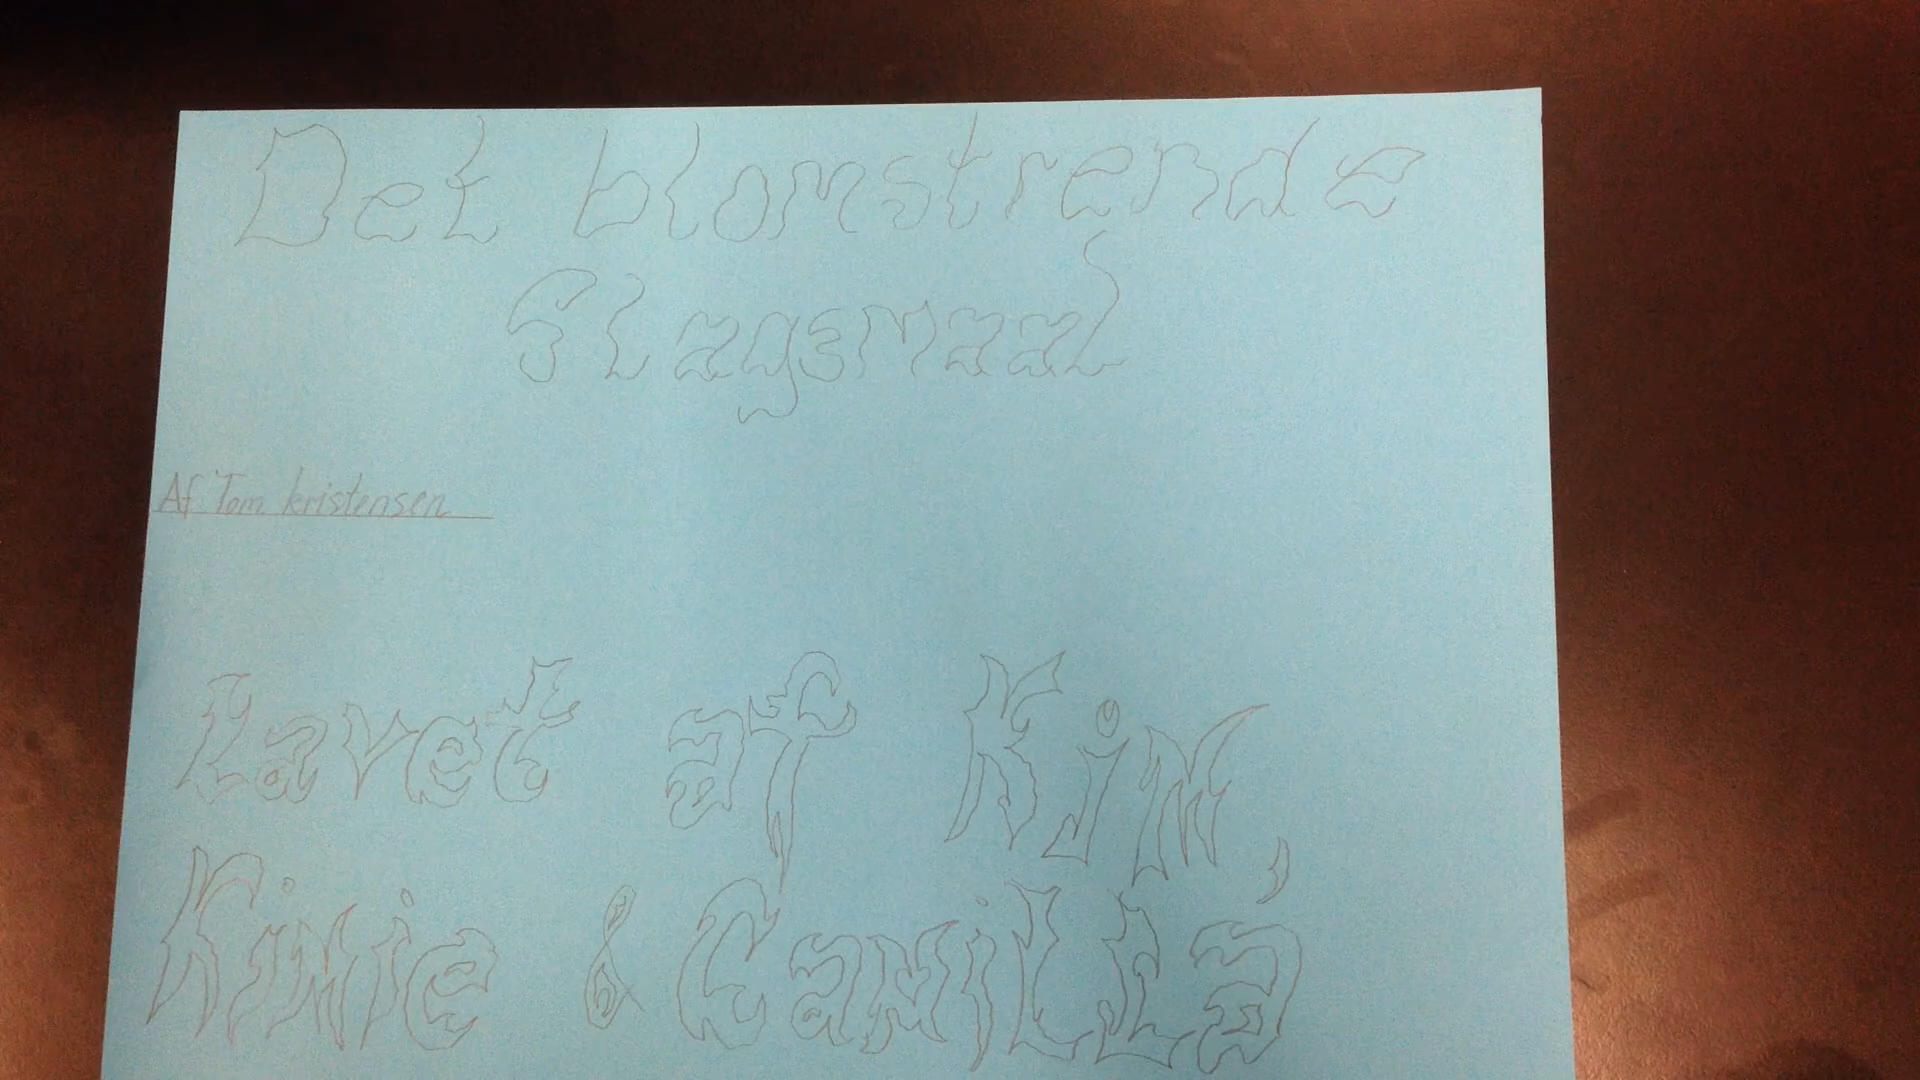 Det blomstrende
Slagsmaal
Af Tom kristensen
Lavet af Kim,
Kimie & Camilla